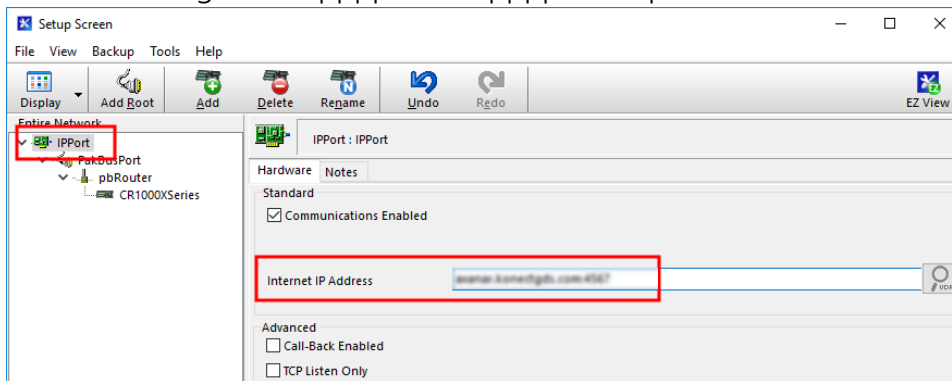 Setup Screen
File View Backup Tools Help
Display Add Root Add Delete Rename Undo Redo EZ View
Entire Network
IPPort
PakBusPort
pbRouter
CR1000XSeries
IPPort : IPPort
Hardware Notes
Standard
Communications Enabled
Internet IP Address
UDP
Advanced
Call-Back Enabled
TCP Listen Only